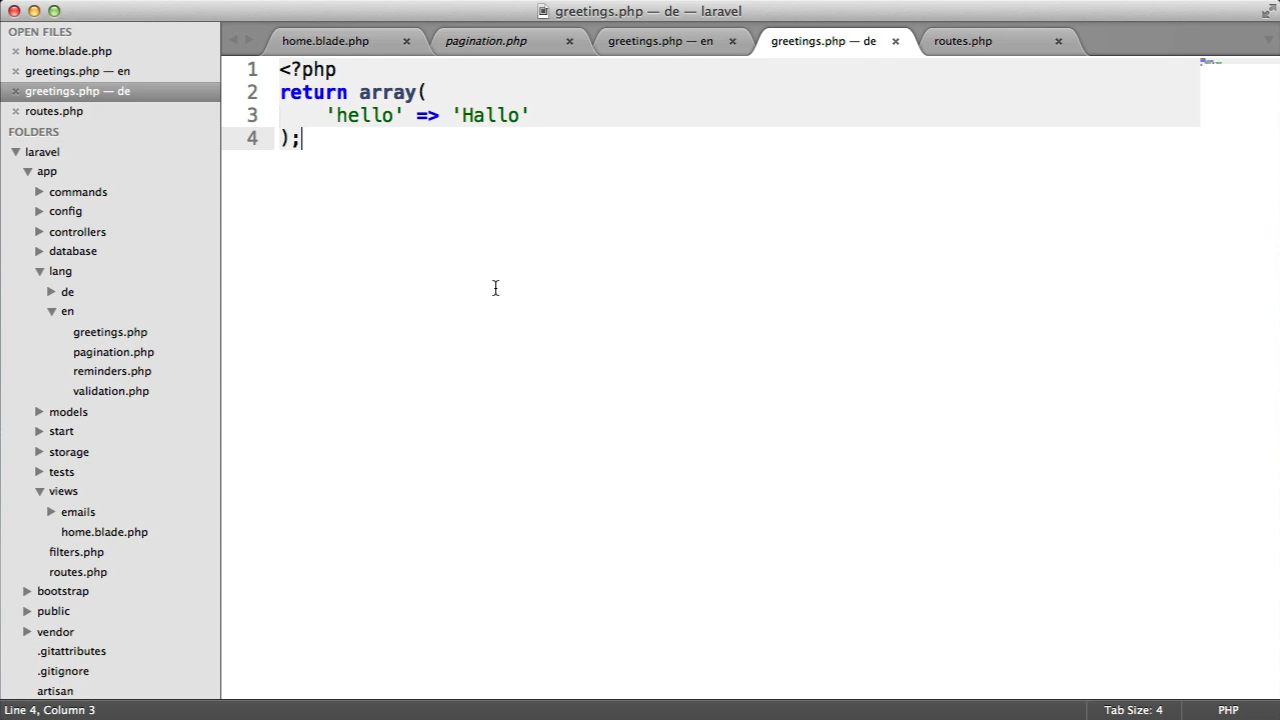 greetings.php — de — laravel
OPEN FILES
home.blade.php
greetings.php — en
greetings.php — de
routes.php
FOLDERS
laravel
app
commands
config
controllers
database
lang
de
en
greetings.php
pagination.php
reminders.php
validation.php
models
start
storage
tests
views
emails
home.blade.php
filters.php
routes.php
bootstrap
public
vendor
.gitattributes
.gitignore
artisan
home.blade.php
pagination.php
greetings.php — en
greetings.php — de
routes.php
1 <?php
2 return array(
3 'hello' => 'Hallo'
4 );
Line 4, Column 3
Tab Size: 4
PHP